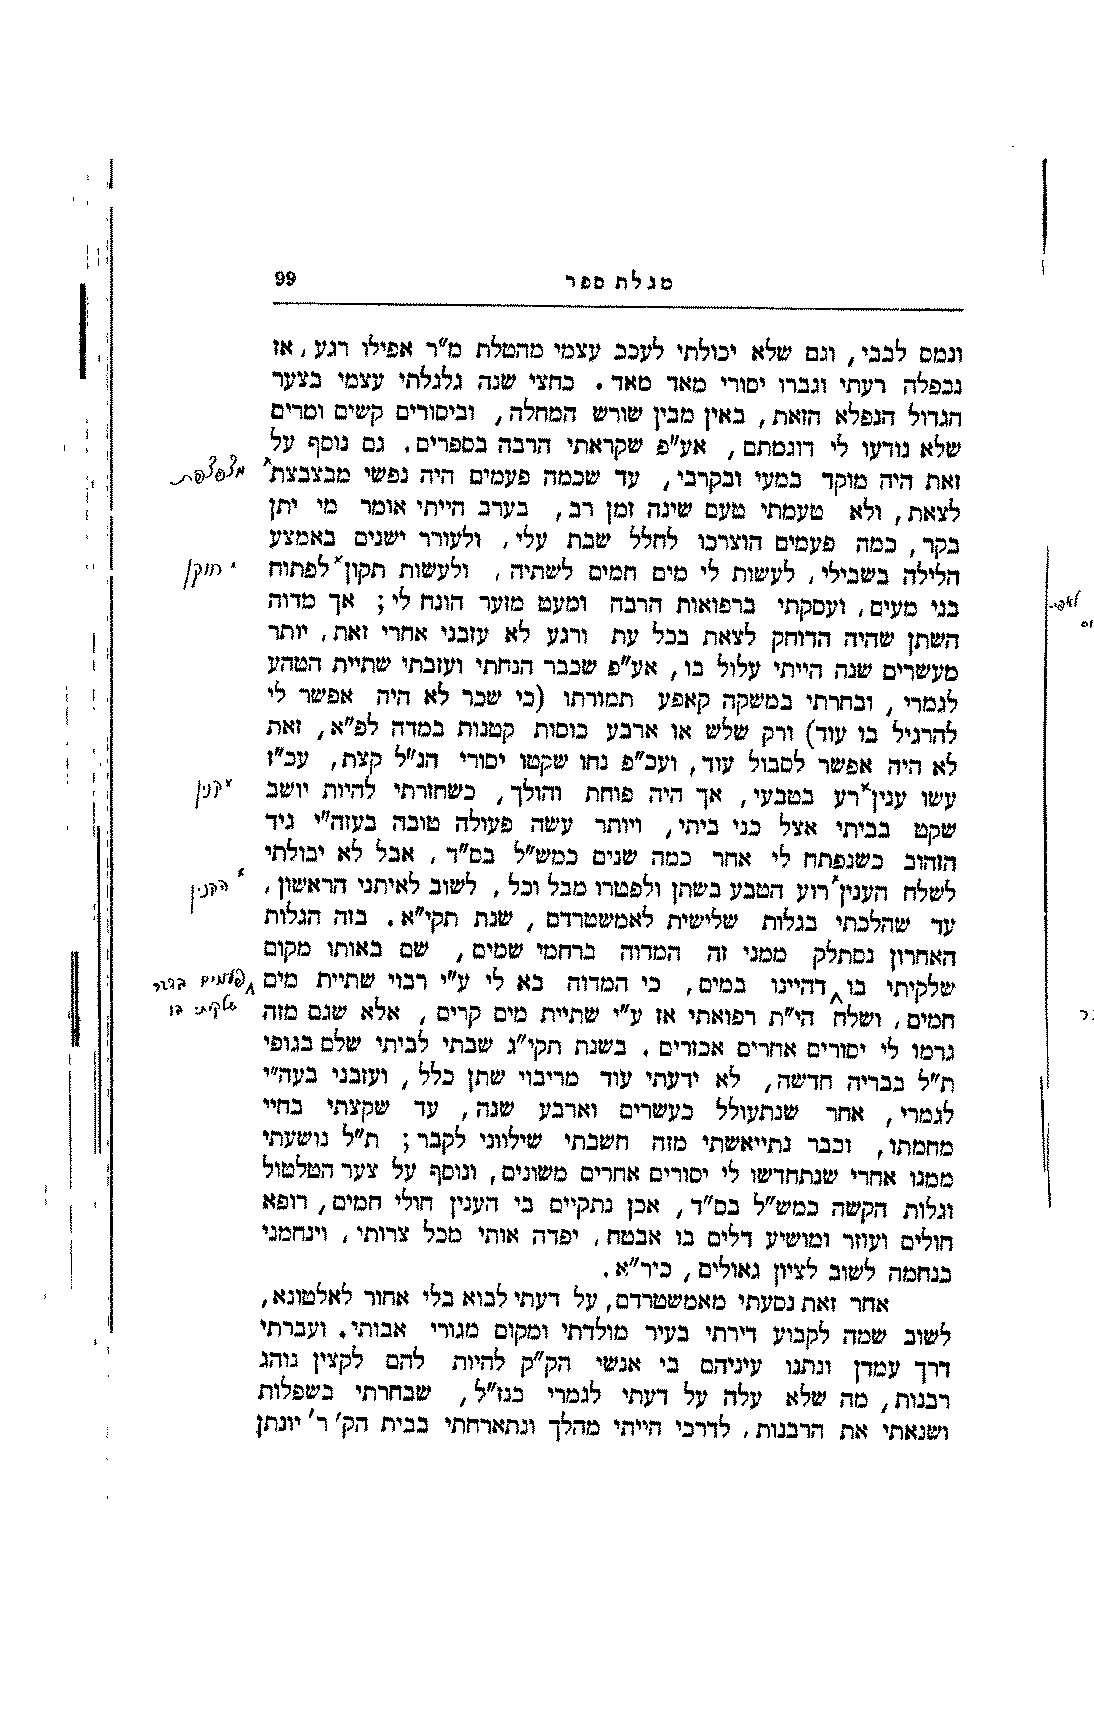 מגלת ספר 99
ונמס לבבי, וגם שלא יכולתי לעכב עצמי מהטלת מ"ר אפילו רגע, אז
נכפלה רעתי וגברו יסורי מאד מאד. כחצי שנה גלגלתי עצמי בצער
הגדול הנפלא הזאת, באין מבין שורש המחלה, וביסורים קשים ומרים
שלא נודעו לי דוגמתם, אע"פ שקראתי הרבה בספרים. גם נוסף על
זאת היה מוקד במעי ובקרבי, עד שכמה פעמים היה נפשי מבצבצת* מצפצפת
לצאת, ולא טעמתי טעם שינה זמן רב, בערב הייתי אומר מי יתן
בקר, כמה פעמים הוצרכו לחלל שבת עלי, ולעורר ישנים באמצע
הלילה בשבילי, לעשות לי מים חמים לשתיה, ולעשות תקון* לפתוח * חוקן
בני מעים, ועסקתי ברפואות הרבה ומעט מזער הונח לי; אך מדוה
השתן שהיה הדוחק לצאת בכל עת ורגע לא עזבני אחרי זאת, יותר
מעשרים שנה הייתי עלול בו, אע"פ שכבר הנחתי ועזבתי שתיית הטהע
לגמרי, ובחרתי במשקה קאפע תמורתו (כי שכר לא היה אפשר לי
להרגיל בו עוד) ורק שלש או ארבע כוסות קטנות במדה לפ"א, זאת
לא היה אפשר לסבול עוד, ועכ"פ נחו שקטו יסורי הנ"ל קצת, עכ"ז
עשו ענין* רע בטבעי, אך היה פוחת והולך, כשחזרתי להיות יושב * קנין
שקט בביתי אצל בני ביתי, ויותר עשה פעולה טובה בעזה"י גיד
הזהוב כשנפתח לי אחר כמה שנים כמש"ל בס"ד, אבל לא יכולתי
לשלח הענין* רוע הטבע בשתן ולפטרו מכל וכל, לשוב לאיתני הראשון, * הקנין
עד שהלכתי בגלות שלישית לאמשטרדם, שנת תקי"א. בזה הגלות
האחרון נסתלק ממני זה המדוה ברחמי שמים, שם באותו מקום
שלקיתי בו דהיינו במים, כי המדוה בא לי ע"י רבוי שתיית מים
חמים, ושלח הי"ת רפואתי אז ע"י שתיית מים קרים, אלא שגם מזה שלקיתי בו
גרמו לי יסורים אחרים אכזרים. בשנת תקי"ג שבתי לביתי שלם בגופי
ת"ל כבריה חדשה, לא ידעתי עוד מריבוי שתן כלל, ועזבני בעה"י
לגמרי, אחר שנתעולל כעשרים וארבע שנה, עד שקצתי בחיי
מחמתו, וכבר נתייאשתי מזה חשבתי שילווני לקבר; ת"ל נושעתי
ממנו אחרי שנתחדשו לי יסורים אחרים משונים, ונוסף על צער הטלטול
וגלות הקשה כמש"ל בס"ד, אכן נתקיים בי הענין חולי חמים, רופא
חולים ועוזר ומושיע דלים בו אבטח, יפדה אותי מכל צרותי, וינחמני
בנחמה לשוב לציון גאולים, כיר"א.
אחר זאת נסעתי מאמשטרדם, על דעתי לבוא בלי אחור לאלטונא,
לשוב שמה לקבוע דירתי בעיר מולדתי ומקום מגורי אבותי. ועברתי
דרך עמדן ונתנו עיניהם בי אנשי הק"ק להיות להם לקצין נוהג
רבנות, מה שלא עלה על דעתי לגמרי כנז"ל, שבחרתי בשפלות
ושנאתי את הרבנות, לדרכי הייתי מהלך ונתארחתי בבית הק' ר' יונתן